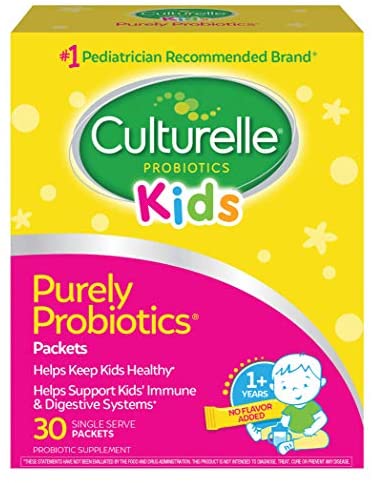 Purely Probiotics®
#1 Pediatrician Recommended Brand*
Culturelle®
PROBIOTICS
Kids
Purely
Probiotics®
Packets
Helps Keep Kids Healthy*
Helps Support Kids' Immune
& Digestive Systems*
1+
YEARS
NO FLAVOR
ADDED
30 SINGLE SERVE
PACKETS
PROBIOTIC SUPPLEMENT
*THESE STATEMENTS HAVE NOT BEEN EVALUATED BY THE FOOD AND DRUG ADMINISTRATION. THIS PRODUCT IS NOT INTENDED TO DIAGNOSE, TREAT, CURE OR PREVENT ANY DISEASE.